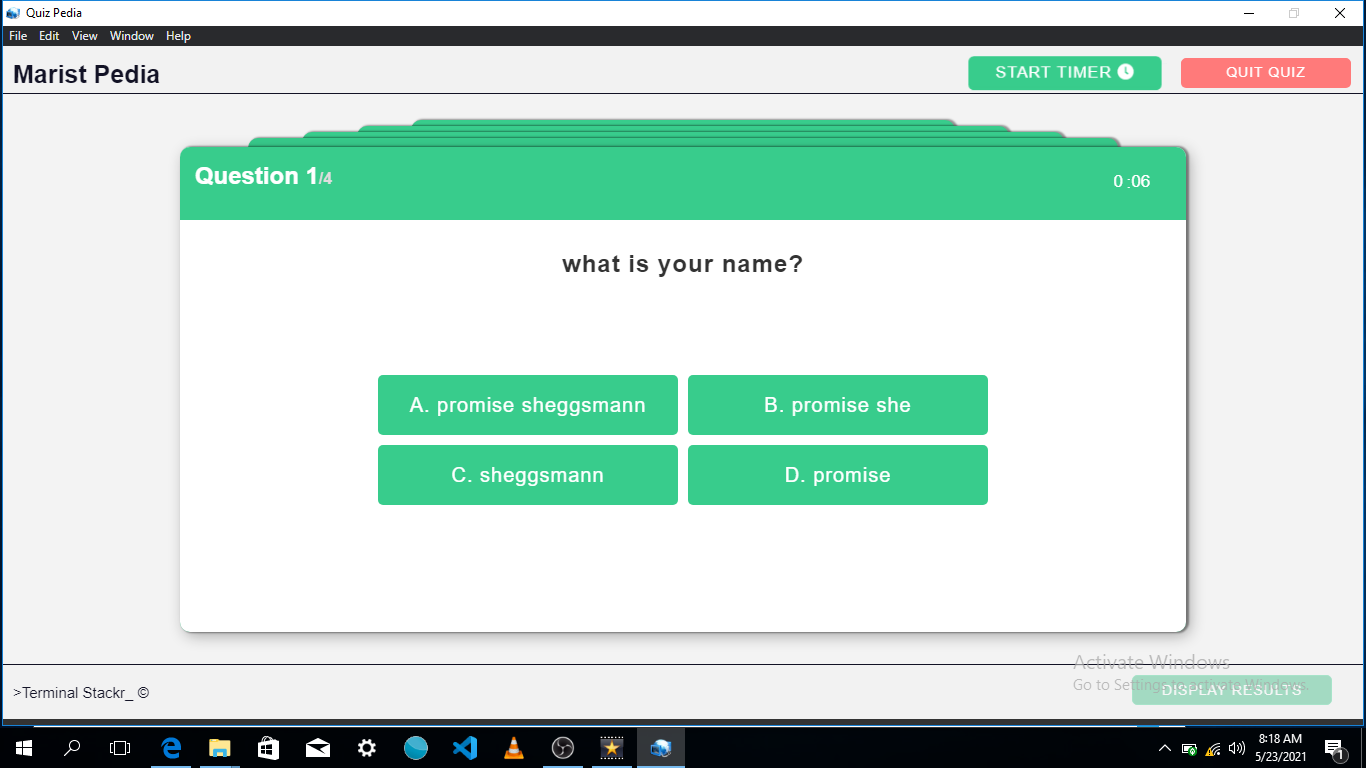 Quiz Pedia
File Edit View Window Help
Marist Pedia
START TIMER
QUIT QUIZ
Question 1/4
0 :06
what is your name?
A. promise sheggsmann
B. promise she
C. sheggsmann
D. promise
Activate Windows
Go to Settings to activate Windows.
>Terminal Stackr_ ©
DISPLAY RESULTS
8:18 AM
5/23/2021
1